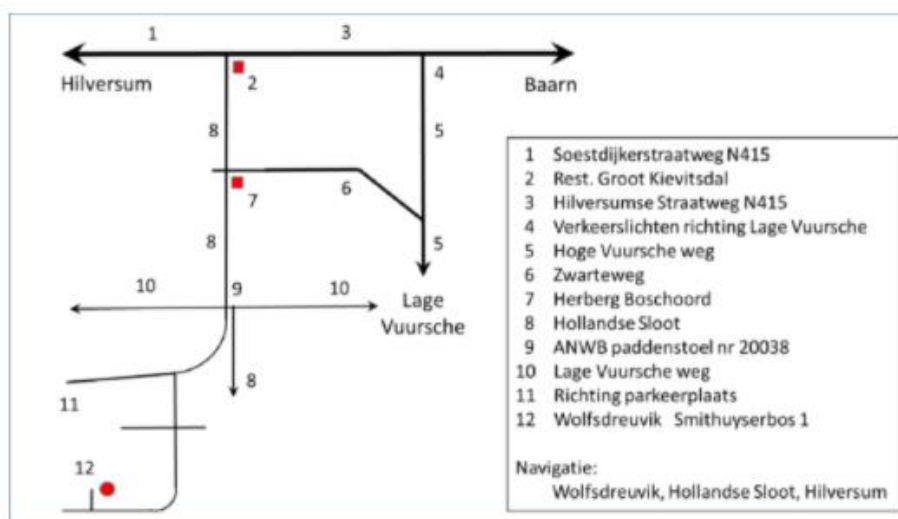 1
3
Hilversum
2
4
Baarn
8
5
6
7
8
5
10
9
10
Lage
Vuursche
8
11
12
1 Soestdijkerstraatweg N415
2 Rest. Groot Kievitsdal
3 Hilversumse Straatweg N415
4 Verkeerslichten richting Lage Vuursche
5 Hoge Vuursche weg
6 Zwarteweg
7 Herberg Boschoord
8 Hollandse Sloot
9 ANWB paddenstoel nr 20038
10 Lage Vuursche weg
11 Richting parkeerplaats
12 Wolfsdreuvik Smithuyserbos 1
Navigatie:
Wolfsdreuvik, Hollandse Sloot, Hilversum